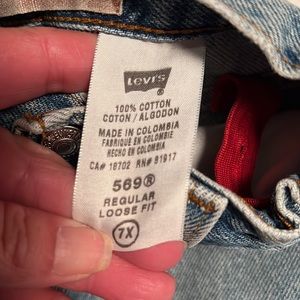 Levi's
100% COTTON
COTON / ALGODON
MADE IN COLOMBIA
FABRIQUE EN COLOMBIE
HECHO EN COLOMBIA
CA# 18702 RN# 81917
569®
REGULAR
LOOSE FIT
7X